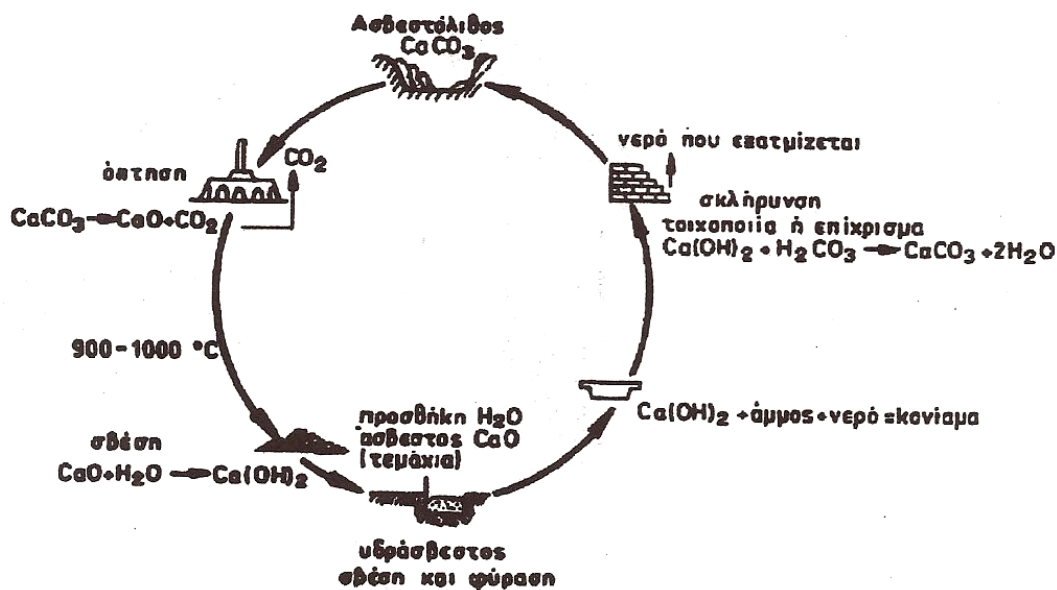 Ασβεστόλιθος
CaCO₃
όπτηση
CO₂
CaCO₃→CaO+CO₂
900-1000 °C
σβέση
CaO+H₂O → Ca(OH)₂
προσθήκη H₂O
άσβεστος CaO
(τεμάχια)
υδράσβεστος
σβέση και φύραση
Ca(OH)₂ +άμμος+νερό=κονίαμα
νερό που εξατμίζεται
σκλήρυνση
τοιχοποιία ή επίχρισμα
Ca(OH)₂ + H₂CO₃ → CaCO₃ +2H₂O